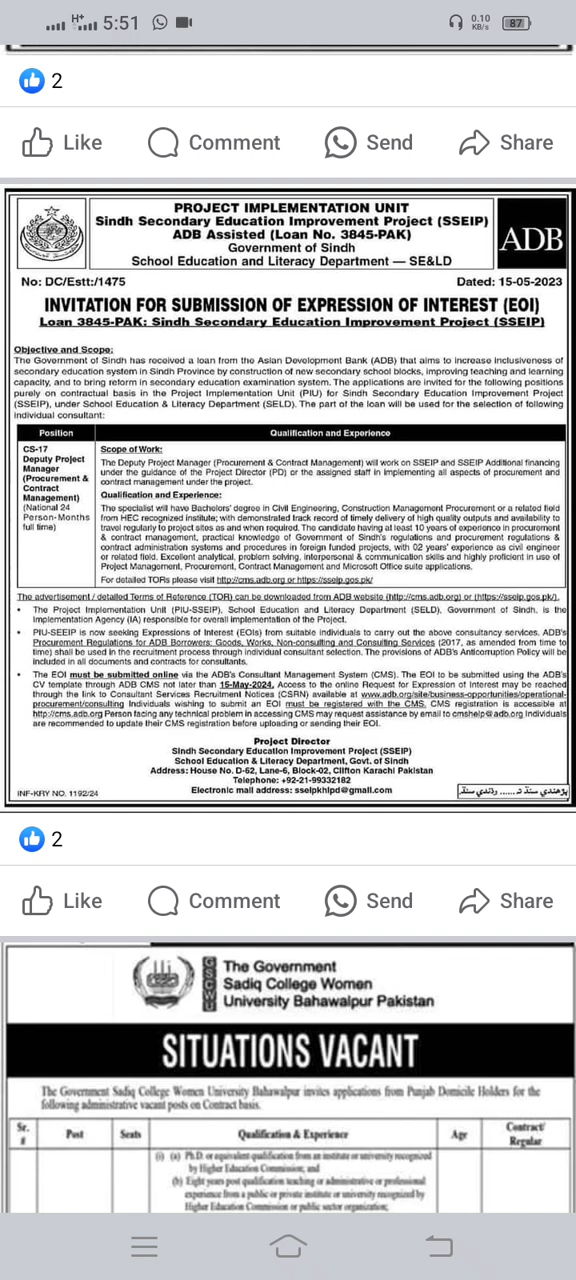 H+ 5:51 0.10 KB/s 87
2
Like Comment Send Share
PROJECT IMPLEMENTATION UNIT
Sindh Secondary Education Improvement Project (SSEIP)
ADB Assisted (Loan No. 3845-PAK)
Government of Sindh
School Education and Literacy Department — SE&LD
ADB
No: DC/Estt:/1475 Dated: 15-05-2023
INVITATION FOR SUBMISSION OF EXPRESSION OF INTEREST (EOI)
Loan 3845-PAK: Sindh Secondary Education Improvement Project (SSEIP)
Objective and Scope:
The Government of Sindh has received a loan from the Asian Development Bank (ADB) that aims to increase inclusiveness of
secondary education system in Sindh Province by construction of new secondary school blocks, improving teaching and learning
capacity, and to bring reform in secondary education examination system. The applications are invited for the following positions
purely on contractual basis in the Project Implementation Unit (PIU) for Sindh Secondary Education Improvement Project
(SSEIP), under School Education & Literacy Department (SELD). The part of the loan will be used for the selection of following
individual consultant:
Position Qualification and Experience
CS-17
Deputy Project
Manager
(Procurement &
Contract
Management)
(National 24
Person-Months
full time)
Scope of Work:
The Deputy Project Manager (Procurement & Contract Management) will work on SSEIP and SSEIP Additional financing
under the guidance of the Project Director (PD) or the assigned staff in implementing all aspects of procurement and
contract management under the project.
Qualification and Experience:
The specialist will have Bachelors' degree in Civil Engineering, Construction Management Procurement or a related field
from HEC recognized institute; with demonstrated track record of timely delivery of high quality outputs and availability to
travel regularly to project sites as and when required. The candidate having at least 10 years of experience in procurement
& contract management, practical knowledge of Government of Sindh's regulations and procurement regulations &
contract administration systems and procedures in foreign funded projects, with 02 years' experience as civil engineer
or related field. Excellent analytical, problem solving, interpersonal & communication skills and highly proficient in use of
Project Management, Procurement, Contract Management and Microsoft Office suite applications.
For detailed TORs please visit http://cms.adb.org or https://sseip.gos.pk/
The advertisement / detailed Terms of Reference (TOR) can be downloaded from ADB website (http://cms.adb.org) or (https://sseip.gos.pk/).
• The Project Implementation Unit (PIU-SSEIP), School Education and Literacy Department (SELD), Government of Sindh, is the
Implementation Agency (IA) responsible for overall implementation of the Project.
• PIU-SEEIP is now seeking Expressions of Interest (EOIs) from suitable individuals to carry out the above consultancy services. ADB's
Procurement Regulations for ADB Borrowers: Goods, Works, Non-consulting and Consulting Services (2017, as amended from time to
time) shall be used in the recruitment process through individual consultant selection. The provisions of ADB's Anticorruption Policy will be
included in all documents and contracts for consultants.
• The EOI must be submitted online via the ADB's Consultant Management System (CMS). The EOI to be submitted using the ADB's
CV template through ADB CMS not later than 15-May-2024. Access to the online Request for Expression of Interest may be reached
through the link to Consultant Services Recruitment Notices (CSRN) available at www.adb.org/site/business-opportunities/operational-
procurement/consulting Individuals wishing to submit an EOI must be registered with the CMS. CMS registration is accessible at
http://cms.adb.org Person facing any technical problem in accessing CMS may request assistance by email to cmshelp@adb.org Individuals
are recommended to update their CMS registration before uploading or sending their EOI.
Project Director
Sindh Secondary Education Improvement Project (SSEIP)
School Education & Literacy Department, Govt. of Sindh
Address: House No. D-62, Lane-6, Block-02, Clifton Karachi Pakistan
Telephone: +92-21-99332182
Electronic mail address: sseipkhipd@gmail.com
INF-KRY NO. 1192/24
2
Like Comment Send Share
GSCWU
The Government
Sadiq College Women
University Bahawalpur Pakistan
SITUATIONS VACANT
The Government Sadiq College Women University Bahawalpur invites applications from Punjab Domicile Holders for the
following administrative vacant posts on Contract basis.
Sr. # Post Seats Qualification & Experience Age Contract/ Regular
(i) (a) Ph.D. or equivalent qualification from an institute or university recognized
by Higher Education Commission; and
(b) Eight years post qualification teaching or administrative or professional
experience from a public or private institute or university recognized by
Higher Education Commission or public sector organization;